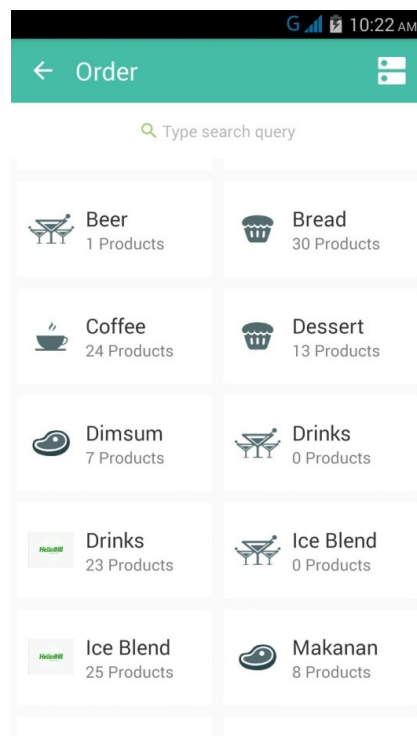 G 10:22 AM
Order
Type search query
Beer
1 Products
Bread
30 Products
Coffee
24 Products
Dessert
13 Products
Dimsum
7 Products
Drinks
0 Products
HelloBill
Drinks
23 Products
Ice Blend
0 Products
HelloBill
Ice Blend
25 Products
Makanan
8 Products